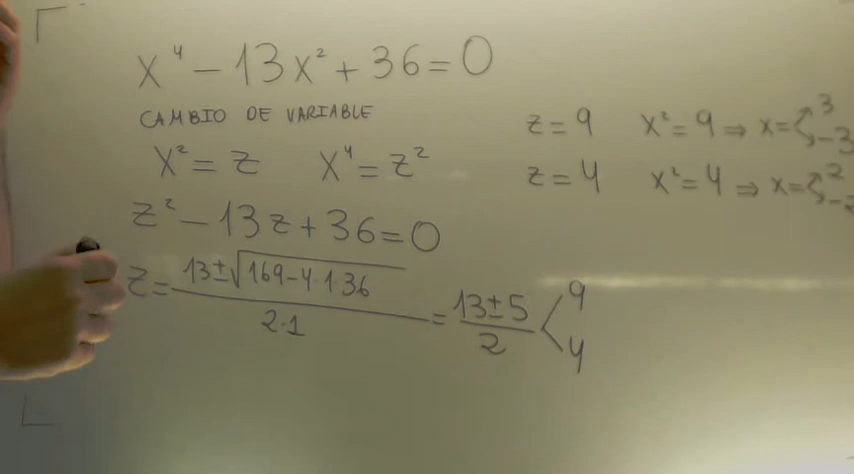 x⁴ − 13x² + 36 = 0
CAMBIO DE VARIABLE
x² = z    x⁴ = z²
z² − 13z + 36 = 0
z = (13 ± √(169 − 4·1·36)) / (2·1) = (13 ± 5) / 2 < 9 4
z = 9    x² = 9 ⇒ x = 3 −3
z = 4    x² = 4 ⇒ x = 2 −2